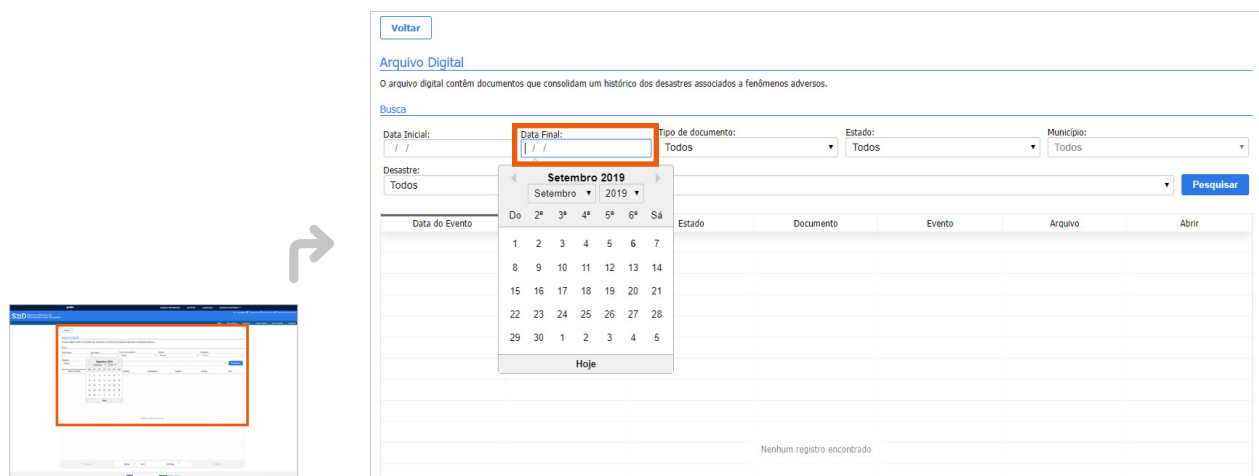 Voltar
Arquivo Digital
O arquivo digital contêm documentos que consolidam um histórico dos desastres associados a fenômenos adversos.
Busca
Data Inicial: Data Final: Tipo de documento: Estado: Município:
/ / / / Todos Todos Todos
Desastre:
Todos Pesquisar
Setembro 2019
Setembro 2019
Do 2ª 3ª 4ª 5ª 6ª Sá
1 2 3 4 5 6 7
8 9 10 11 12 13 14
15 16 17 18 19 20 21
22 23 24 25 26 27 28
29 30 1 2 3 4 5
Hoje
Data do Evento Estado Documento Evento Arquivo Abrir
Nenhum registro encontrado
S2iD